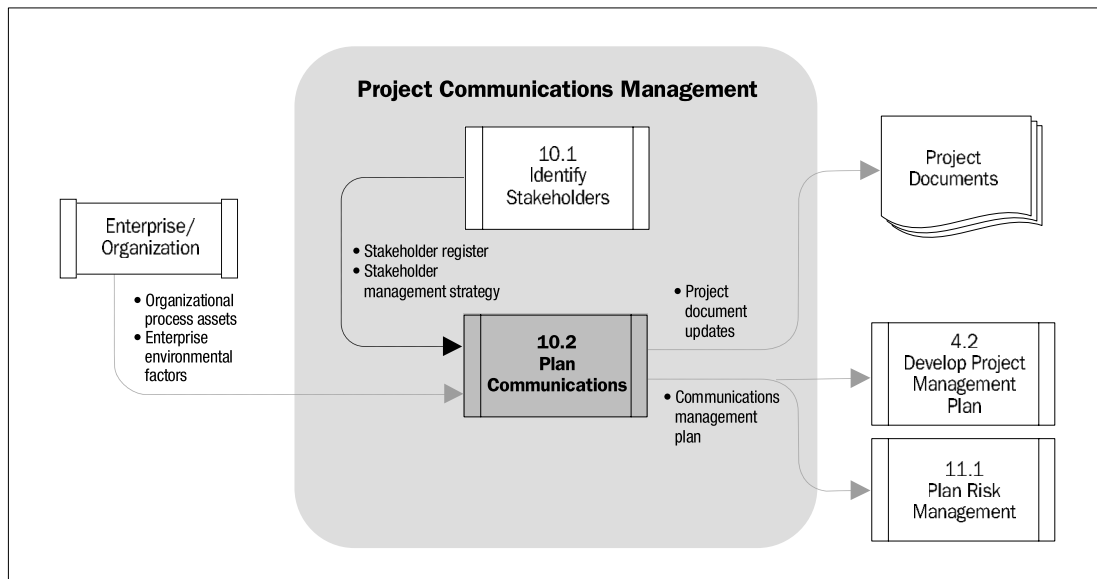 Project Communications Management
10.1
Identify
Stakeholders
Project
Documents
Enterprise/
Organization
• Stakeholder register
• Stakeholder
management strategy
• Organizational
process assets
• Enterprise
environmental
factors
• Project
document
updates
10.2
Plan
Communications
4.2
Develop Project
Management
Plan
• Communications
management
plan
11.1
Plan Risk
Management